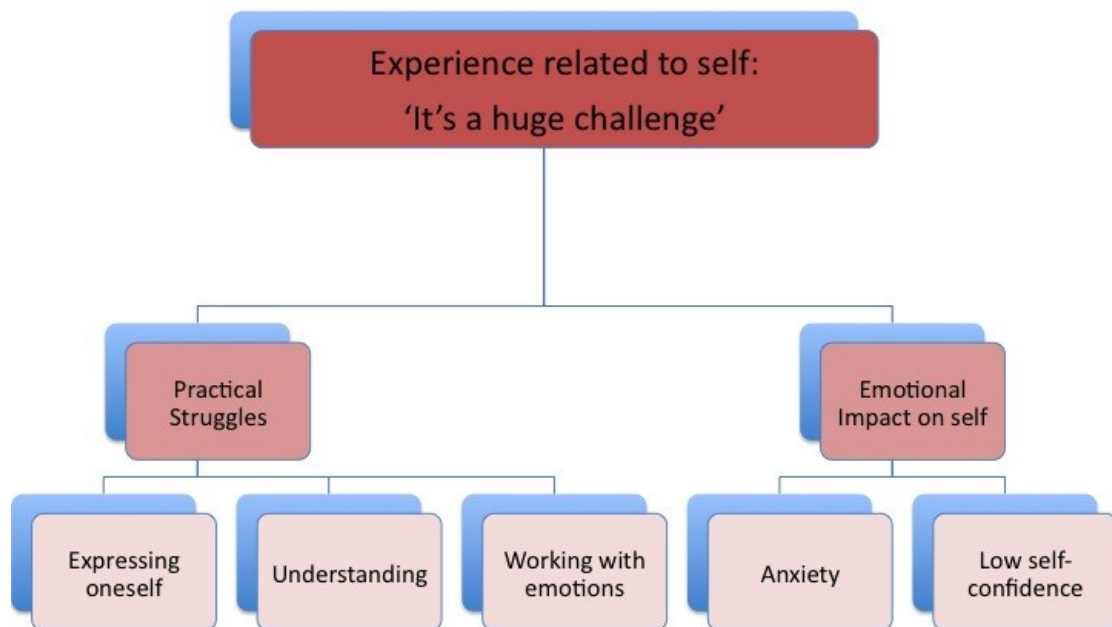 Experience related to self:
‘It’s a huge challenge’
Practical
Struggles
Emotional
Impact on self
Expressing
oneself
Understanding
Working with
emotions
Anxiety
Low self-
confidence